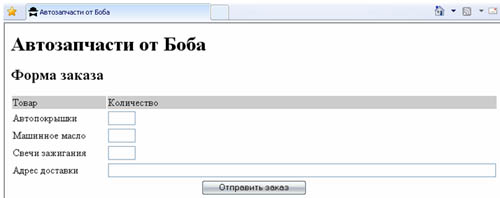 Автозапчасти от Боба
Автозапчасти от Боба
Форма заказа
Товар Количество
Автопокрышки
Машинное масло
Свечи зажигания
Адрес доставки
Отправить заказ